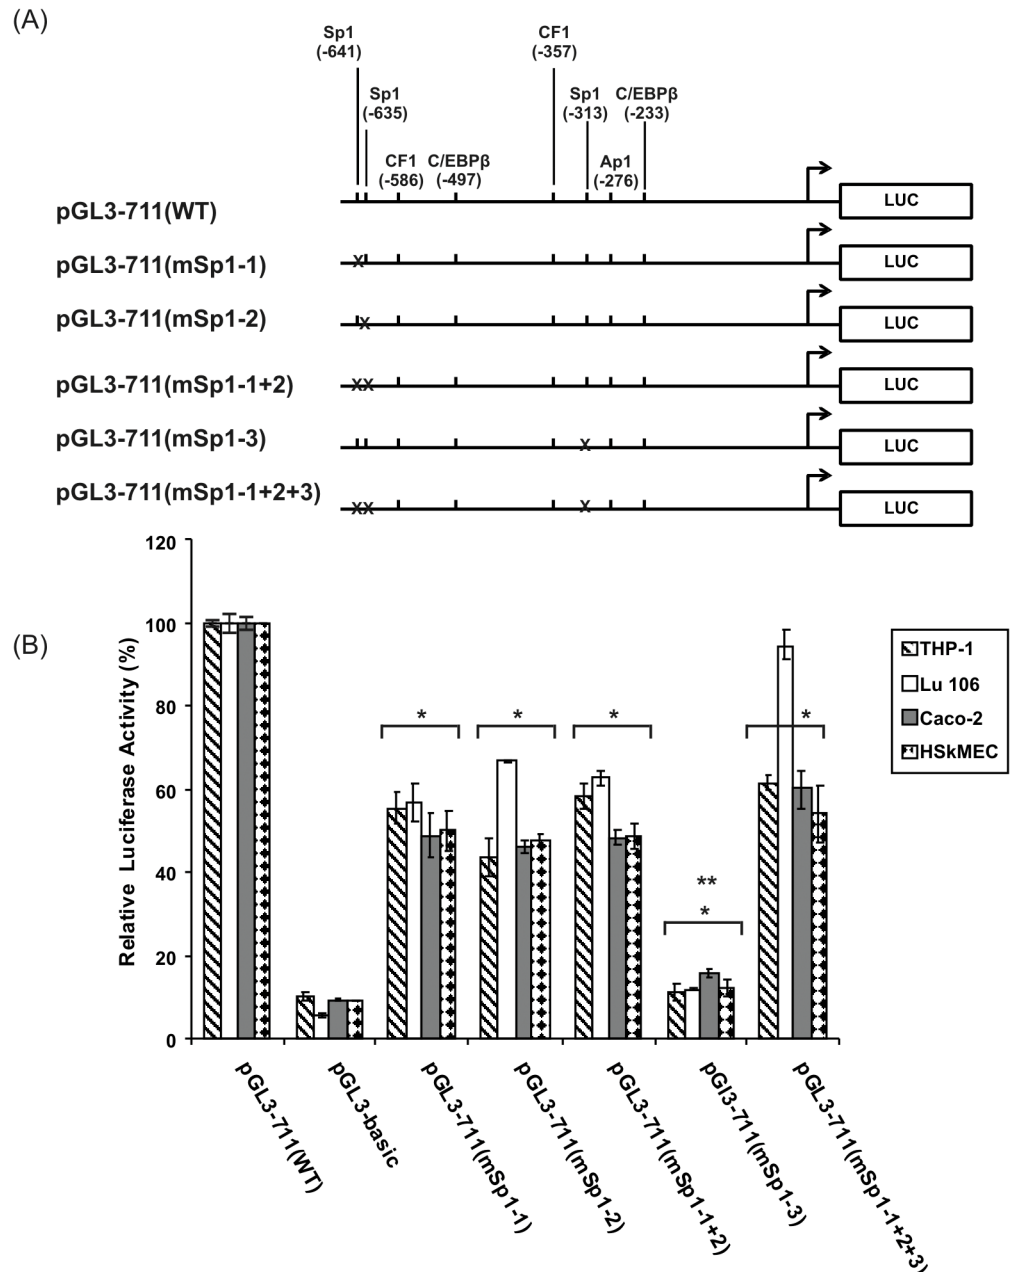 (A)
Sp1
(-641)
CF1
(-357)
Sp1
(-635)
Sp1
(-313)
C/EBPβ
(-233)
CF1
(-586)
C/EBPβ
(-497)
Ap1
(-276)
pGL3-711(WT)
LUC
pGL3-711(mSp1-1)
X
LUC
pGL3-711(mSp1-2)
X
LUC
pGL3-711(mSp1-1+2)
XX
LUC
pGL3-711(mSp1-3)
X
LUC
pGL3-711(mSp1-1+2+3)
XX
X
LUC
(B)
Relative Luciferase Activity (%)
120
100
80
60
40
20
0
*
*
*
**
*
*
THP-1
Lu 106
Caco-2
HSkMEC
pGL3-711(WT)
pGL3-basic
pGL3-711(mSp1-1)
pGL3-711(mSp1-2)
pGL3-711(mSp1-1+2)
pGl3-711(mSp1-3)
pGL3-711(mSp1-1+2+3)